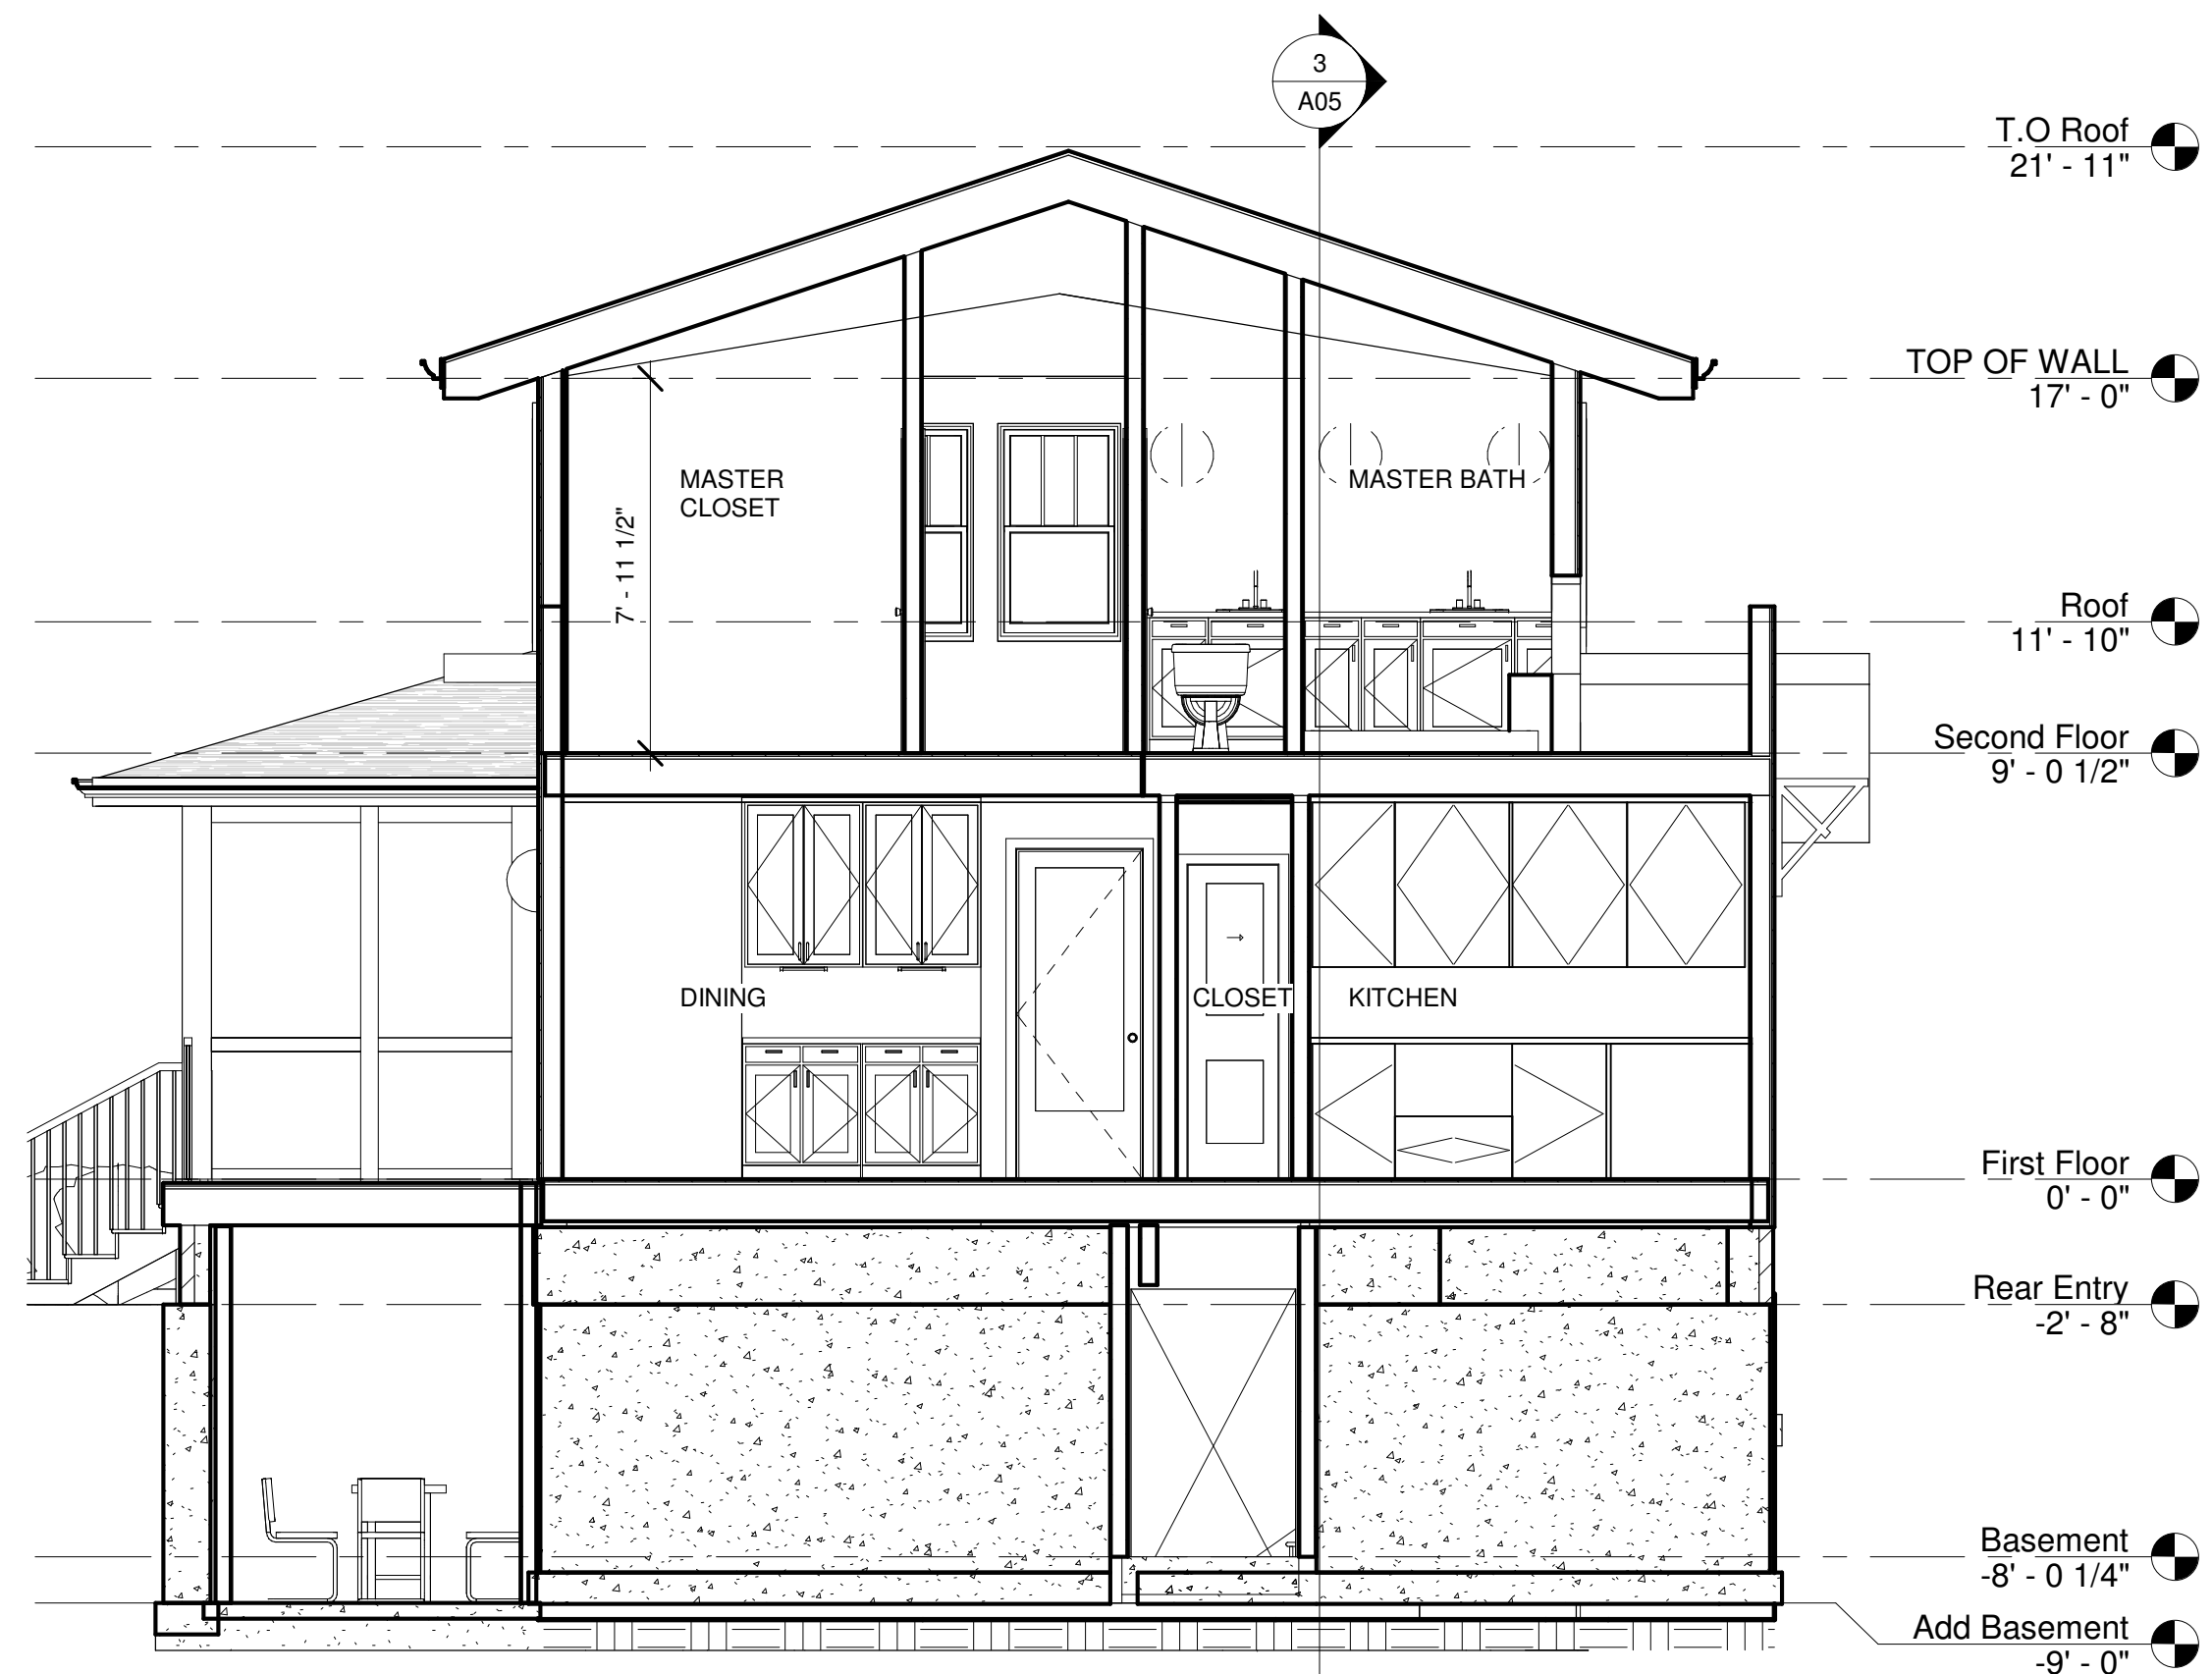 3
A05
T.O Roof
21' - 11"
TOP OF WALL
17' - 0"
MASTER
CLOSET
MASTER BATH
7' - 11 1/2"
Roof
11' - 10"
Second Floor
9' - 0 1/2"
DINING
CLOSET
KITCHEN
First Floor
0' - 0"
Rear Entry
-2' - 8"
Basement
-8' - 0 1/4"
Add Basement
-9' - 0"